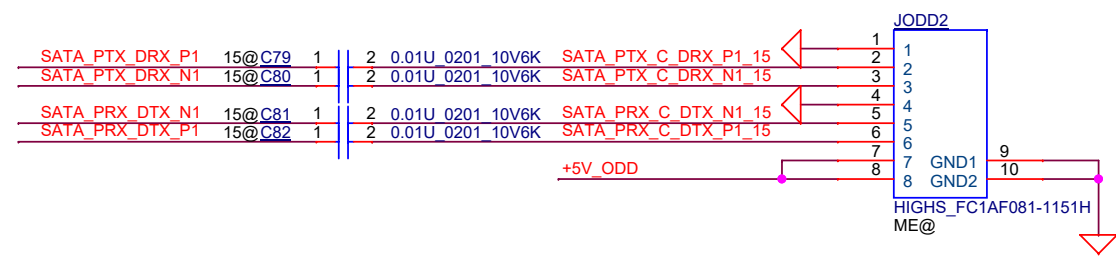 JODD2
1 1
SATA_PTX_DRX_P1 15@ C79 1 2 0.01U_0201_10V6K SATA_PTX_C_DRX_P1_15 2 2
SATA_PTX_DRX_N1 15@ C80 1 2 0.01U_0201_10V6K SATA_PTX_C_DRX_N1_15 3 3
4 4
SATA_PRX_DTX_N1 15@ C81 1 2 0.01U_0201_10V6K SATA_PRX_C_DTX_N1_15 5 5
SATA_PRX_DTX_P1 15@ C82 1 2 0.01U_0201_10V6K SATA_PRX_C_DTX_P1_15 6 6
7 7 GND1 9
+5V_ODD 8 8 GND2 10
HIGHS_FC1AF081-1151H
ME@